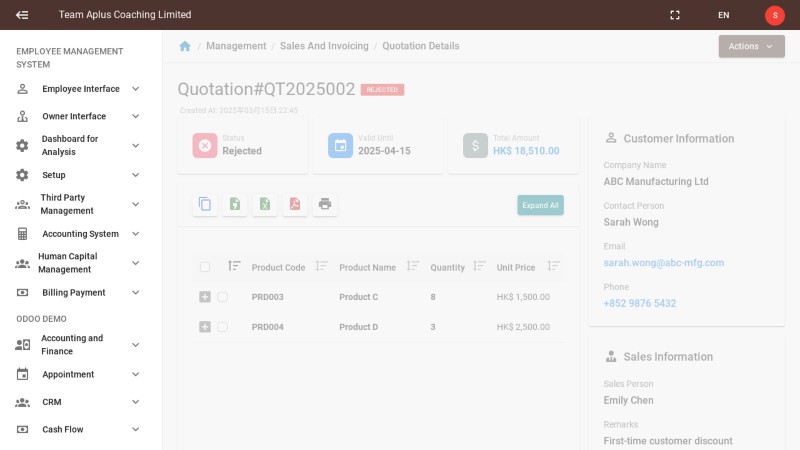 Team Aplus Coaching Limited
EN
S
EMPLOYEE MANAGEMENT
SYSTEM
Employee Interface
Owner Interface
Dashboard for
Analysis
Setup
Third Party
Management
Accounting System
Human Capital
Management
Billing Payment
ODOO DEMO
Accounting and
Finance
Appointment
CRM
Cash Flow
/ Management / Sales And Invoicing / Quotation Details
Actions
Quotation#QT2025002 REJECTED
Created At: 2025年03月15日 22:45
Status
Rejected
Valid Until
2025-04-15
Total Amount
HK$ 18,510.00
Expand All
Product Code Product Name Quantity Unit Price
PRD003 Product C 8 HK$ 1,500.00
PRD004 Product D 3 HK$ 2,500.00
Customer Information
Company Name
ABC Manufacturing Ltd
Contact Person
Sarah Wong
Email
sarah.wong@abc-mfg.com
Phone
+852 9876 5432
Sales Information
Sales Person
Emily Chen
Remarks
First-time customer discount